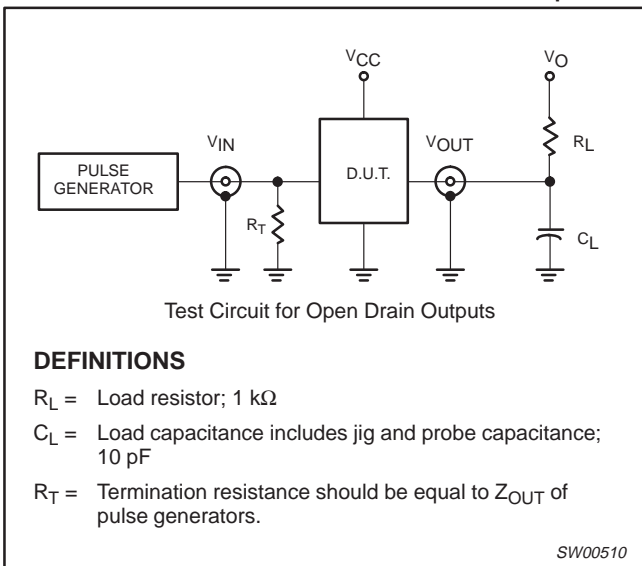 VCC
VO
VIN
VOUT
RL
PULSE
GENERATOR
D.U.T.
RT
CL
Test Circuit for Open Drain Outputs
DEFINITIONS
RL = Load resistor; 1 kΩ
CL = Load capacitance includes jig and probe capacitance;
10 pF
RT = Termination resistance should be equal to ZOUT of
pulse generators.
SW00510